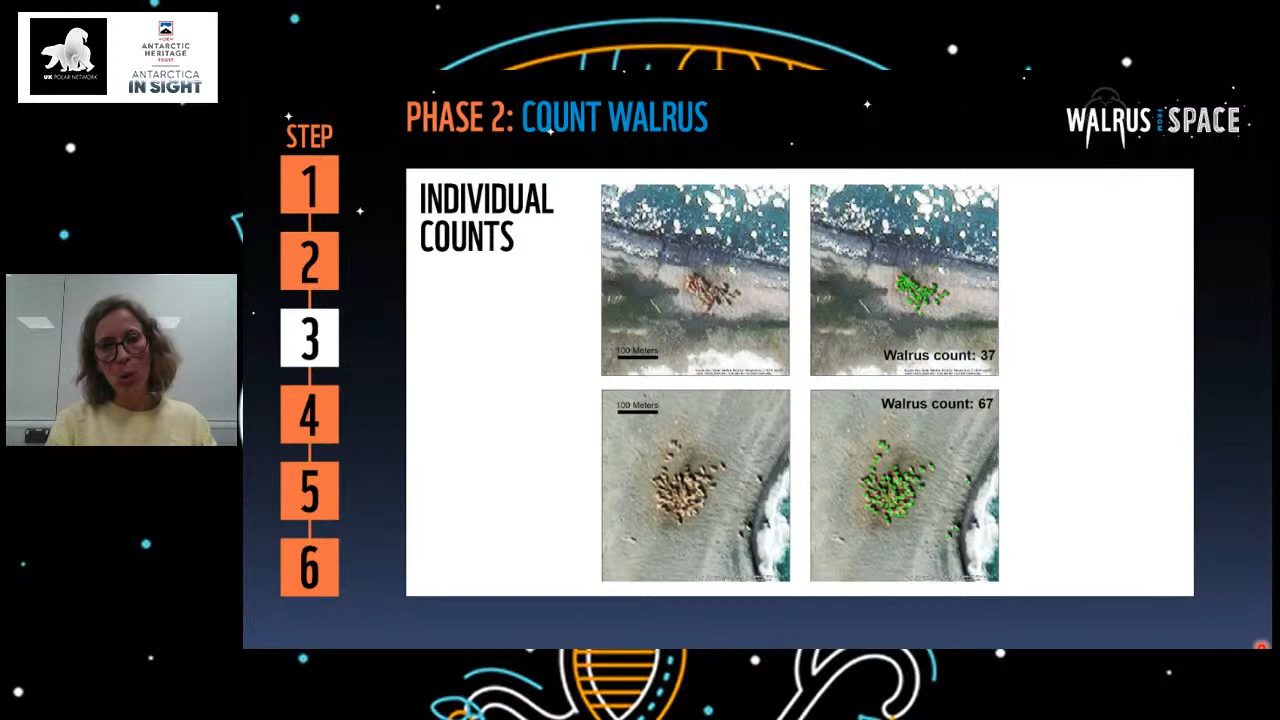 UK POLAR NETWORK
UK
ANTARCTIC
HERITAGE
TRUST
ANTARCTICA
IN SIGHT
PHASE 2: COUNT WALRUS
WALRUS FROM SPACE
STEP
1
2
3
4
5
6
INDIVIDUAL
COUNTS
100 Meters
Walrus count: 37
100 Meters
Walrus count: 67